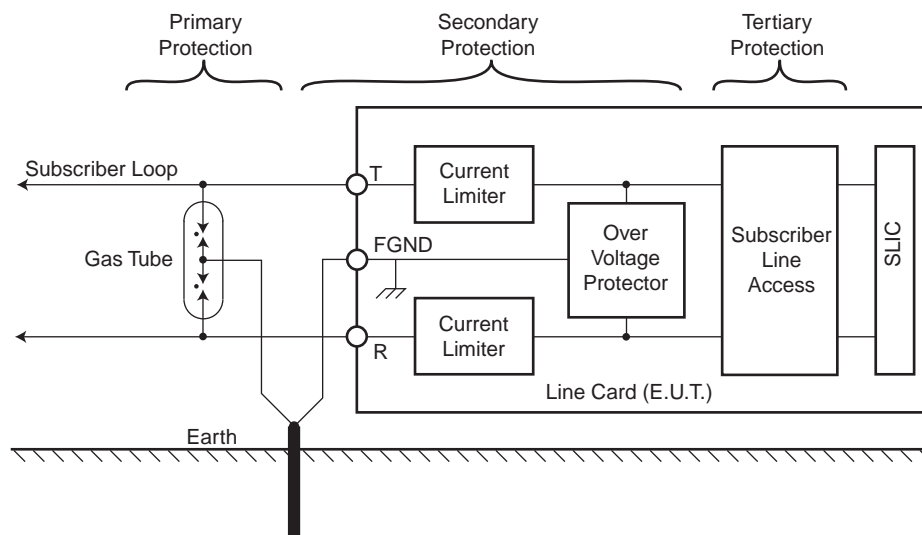 Primary
Protection
Secondary
Protection
Tertiary
Protection
Subscriber Loop
T
Current
Limiter
Gas Tube
FGND
Over
Voltage
Protector
Subscriber
Line
Access
SLIC
R
Current
Limiter
Line Card (E.U.T.)
Earth